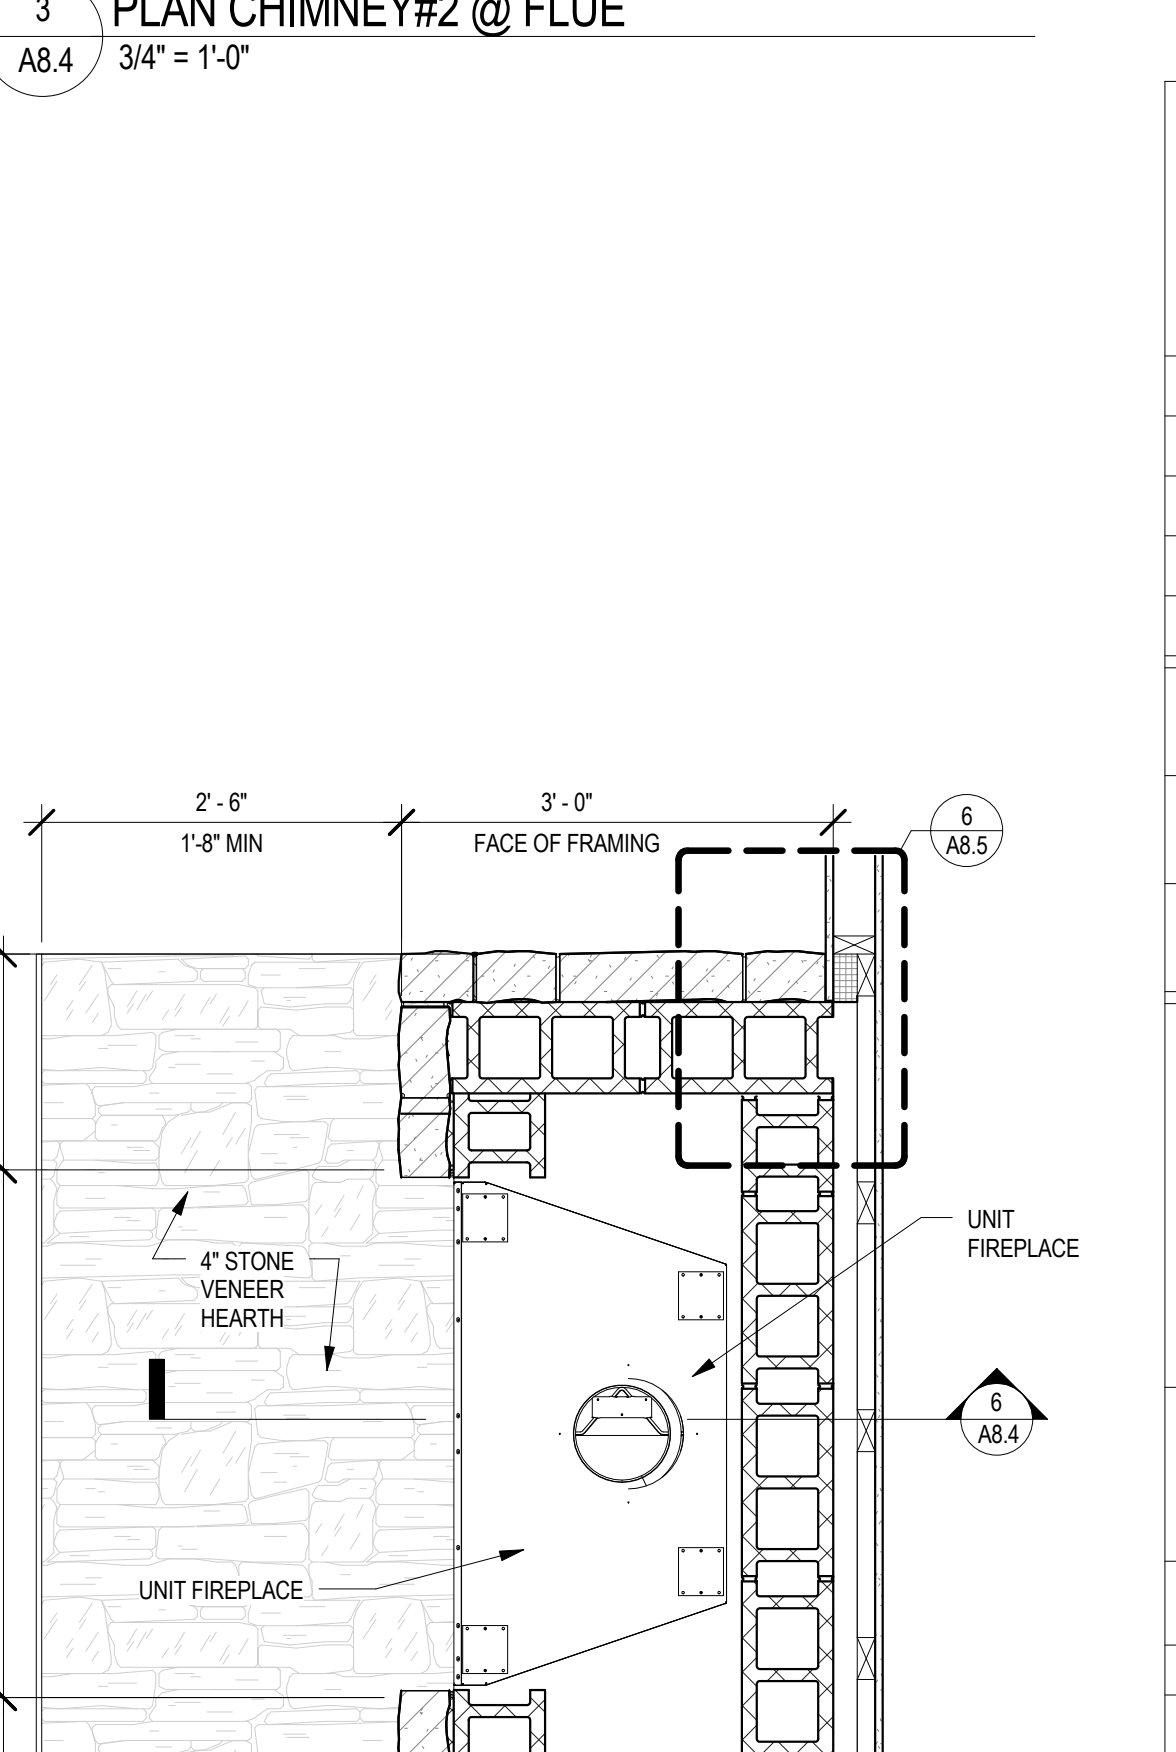 3
PLAN CHIMNEY#2 @ FLUE
A8.4
3/4" = 1'-0"
2' - 6"
1'-8" MIN
3' - 0"
FACE OF FRAMING
6
A8.5
4" STONE
VENEER
HEARTH
UNIT
FIREPLACE
6
A8.4
UNIT FIREPLACE